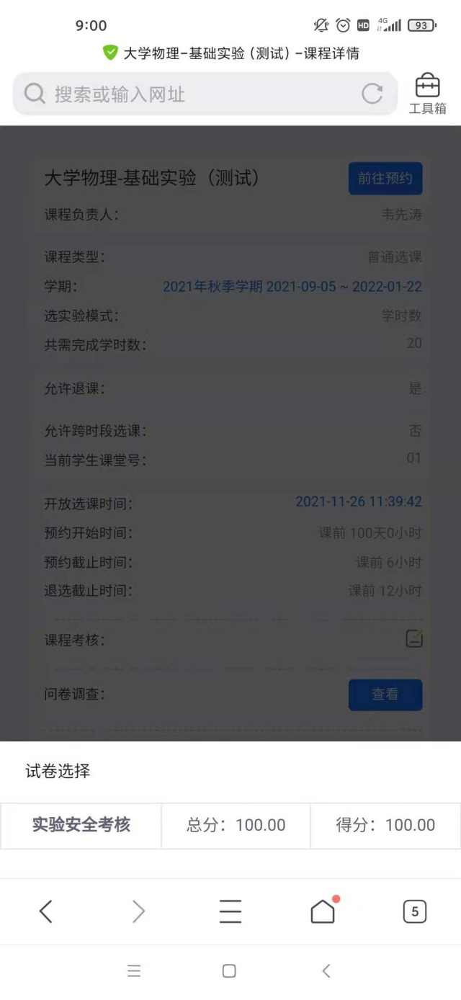 9:00
HD 4G 93
大学物理-基础实验（测试）-课程详情
搜索或输入网址
工具箱
大学物理-基础实验（测试） 前往预约
课程负责人： 韦先涛
课程类型： 普通选课
学期： 2021年秋季学期 2021-09-05 ~ 2022-01-22
选实验模式： 学时数
共需完成学时数： 20
允许退课： 是
允许跨时段选课： 否
当前学生课堂号： 01
开放选课时间： 2021-11-26 11:39:42
预约开始时间： 课前 100天0小时
预约截止时间： 课前 6小时
退选截止时间： 课前 12小时
课程考核：
问卷调查： 查看
试卷选择
实验安全考核 总分：100.00 得分：100.00
5